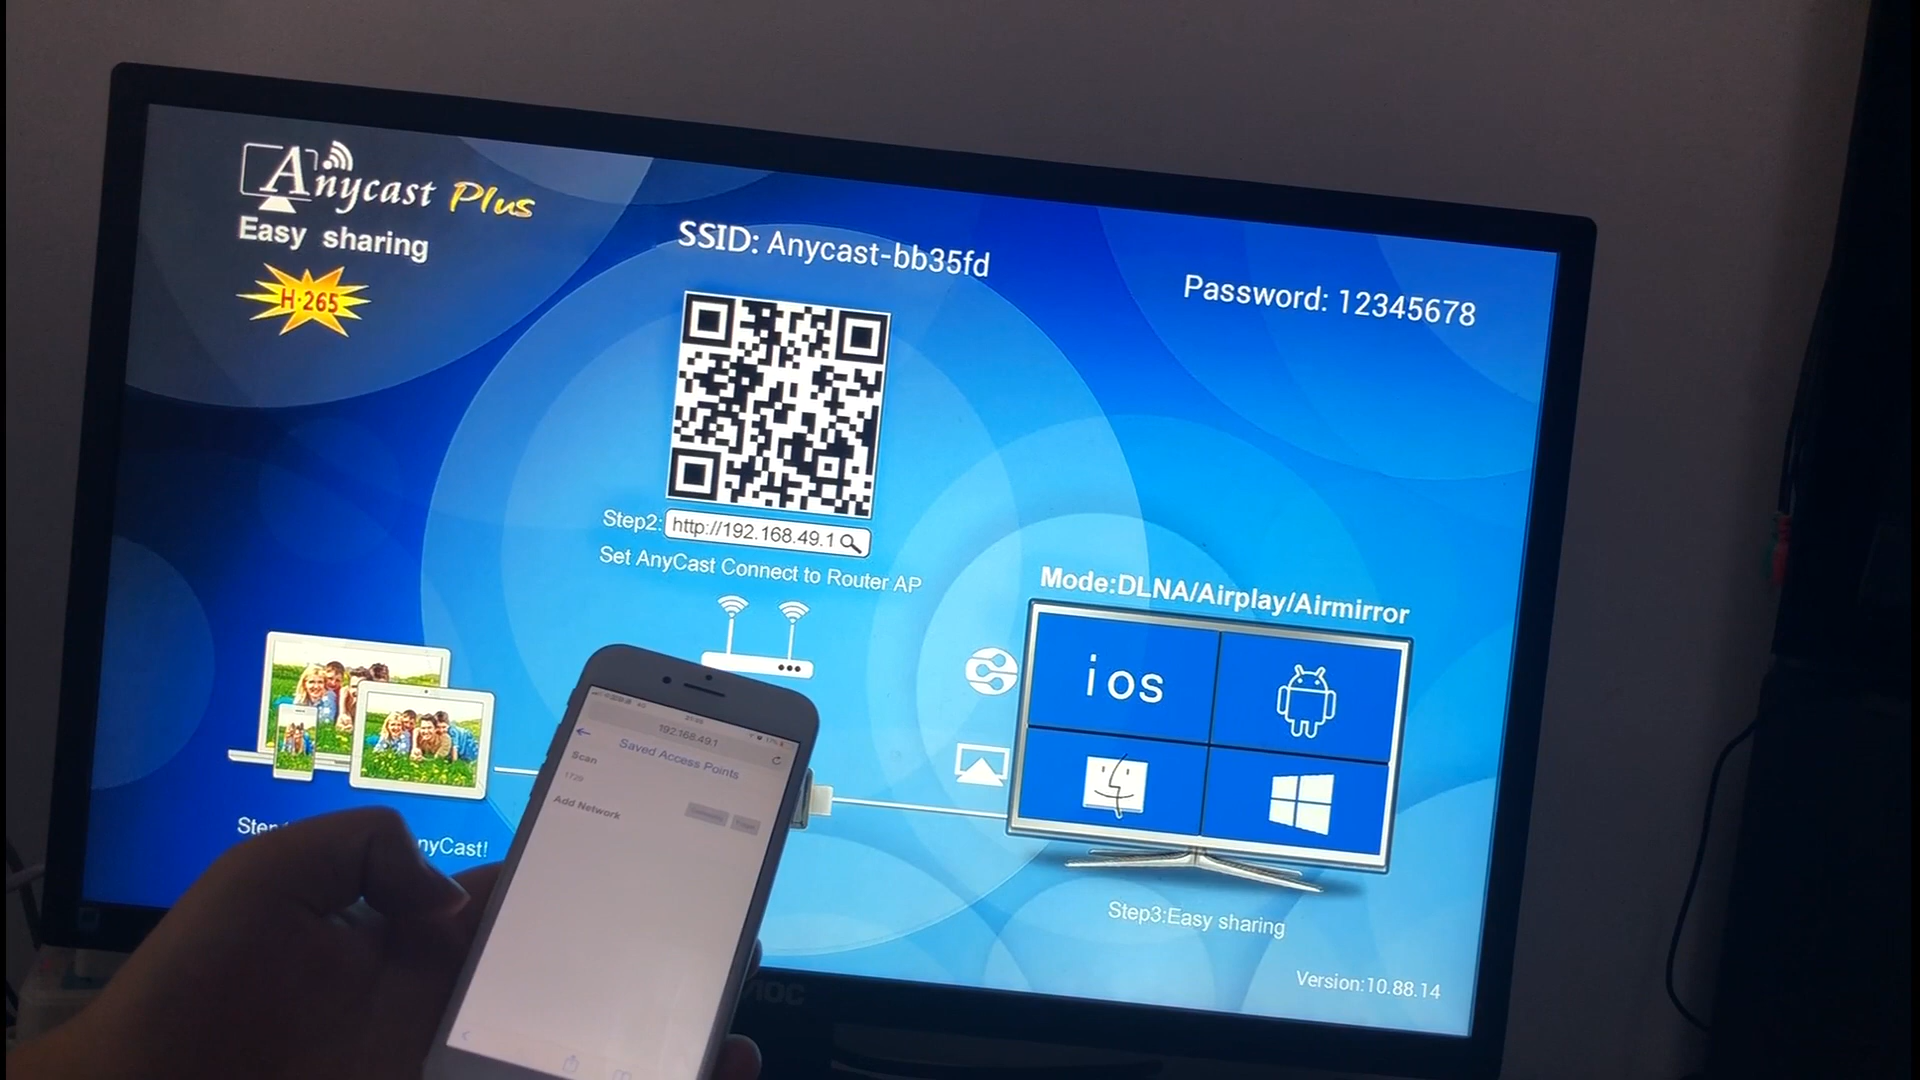 Anycast Plus
Easy sharing
H·265
SSID: Anycast-bb35fd
Password: 12345678
Step2: http://192.168.49.1
Set AnyCast Connect to Router AP
Mode:DLNA/Airplay/Airmirror
ios
nyCast!
Step3:Easy sharing
Version:10.88.14
AOC
192.168.49.1
Saved Access Points
Scan
1729
Add Network